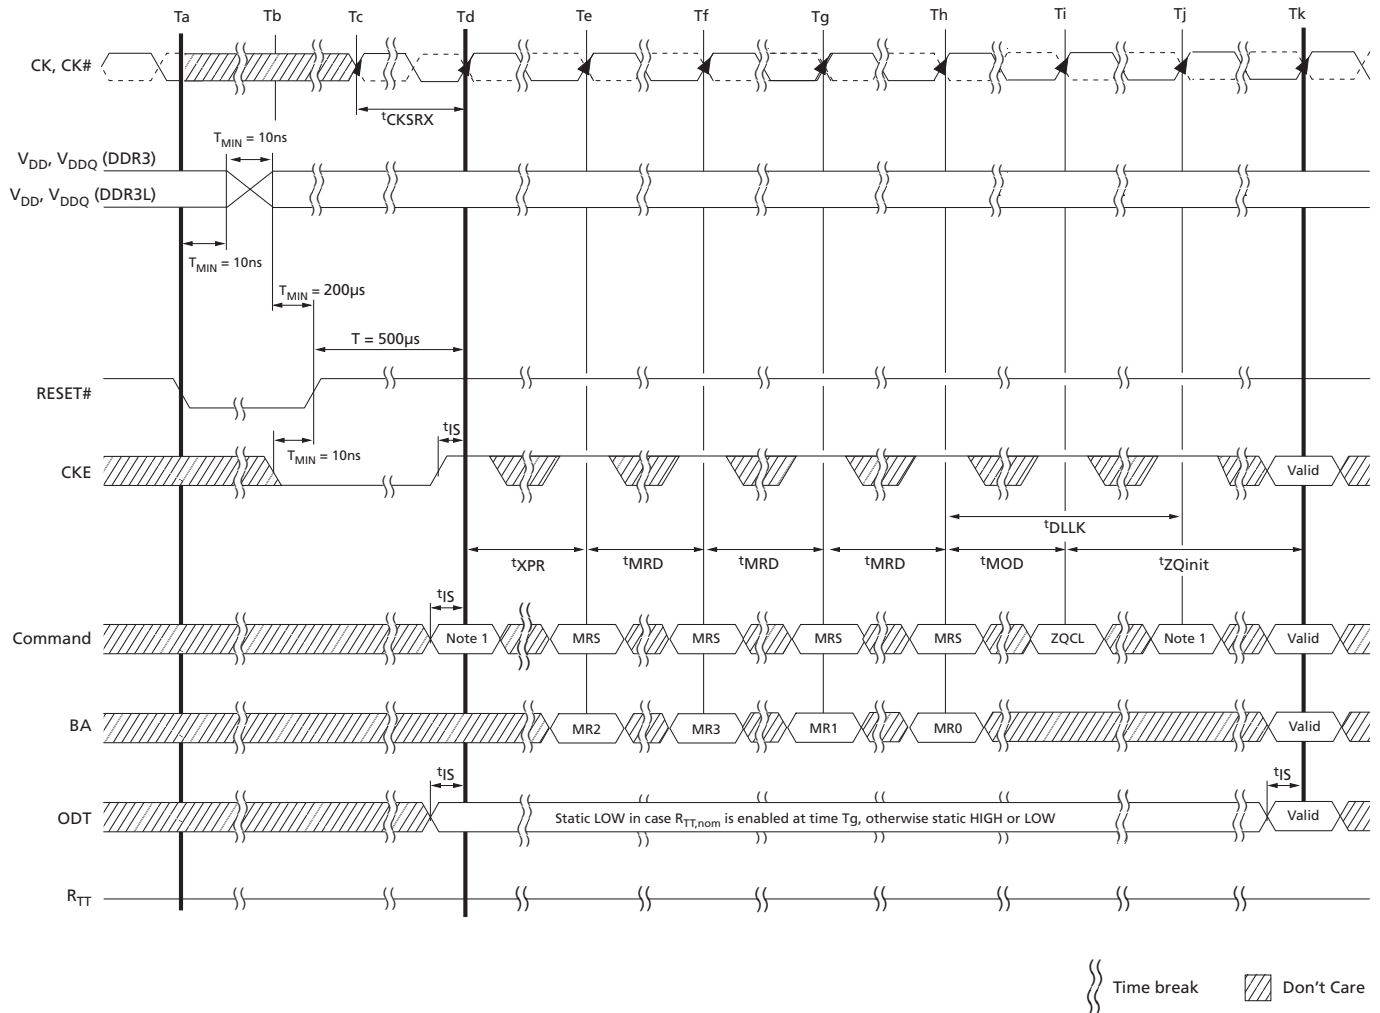 Ta Tb Tc Td Te Tf Tg Th Ti Tj Tk
CK, CK#
tCKSRX
TMIN = 10ns
VDD, VDDQ (DDR3)
VDD, VDDQ (DDR3L)
TMIN = 10ns
TMIN = 200µs
T = 500µs
RESET#
tIS
TMIN = 10ns
CKE
Valid
tDLLK
tXPR tMRD tMRD tMRD tMOD tZQinit
tIS
Command Note 1 MRS MRS MRS MRS ZQCL Note 1 Valid
BA MR2 MR3 MR1 MR0 Valid
tIS tIS
ODT Static LOW in case RTT,nom is enabled at time Tg, otherwise static HIGH or LOW Valid
RTT
Time break Don't Care